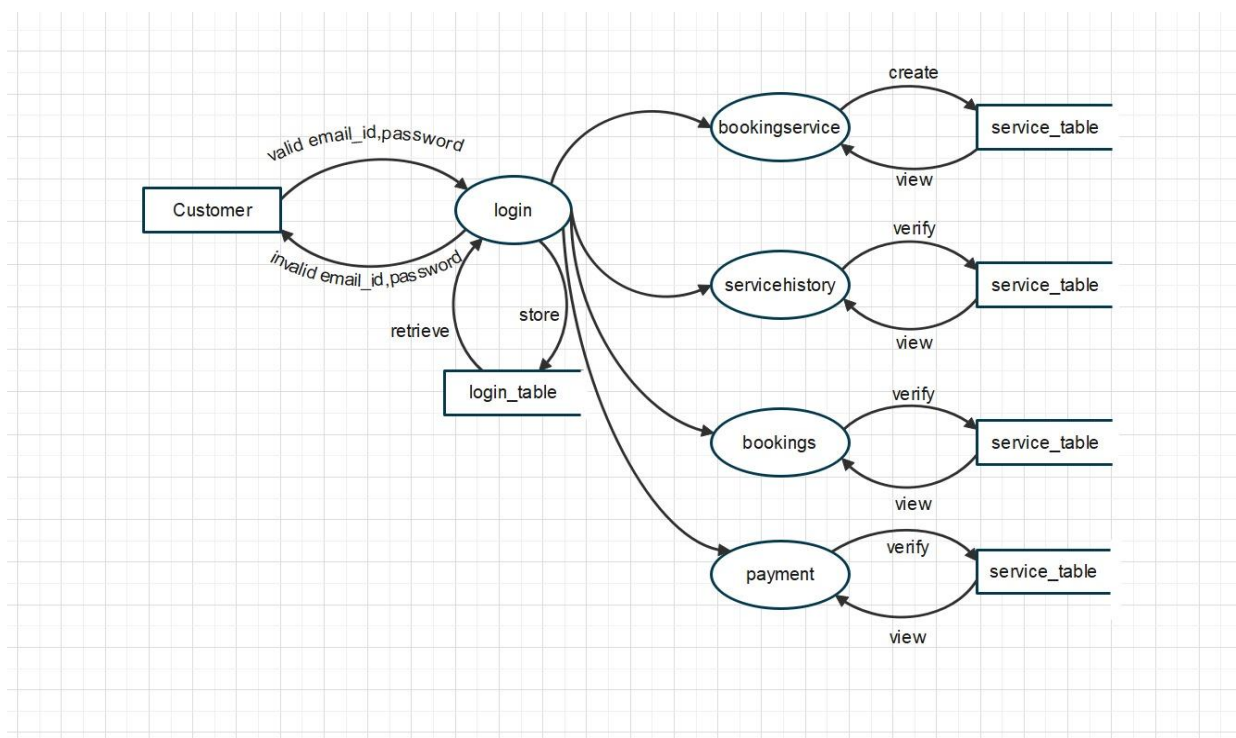 create
bookingservice
service_table
view
valid email_id,password
Customer
login
invalid email_id,password
verify
servicehistory
service_table
view
retrieve
store
login_table
verify
bookings
service_table
view
verify
payment
service_table
view